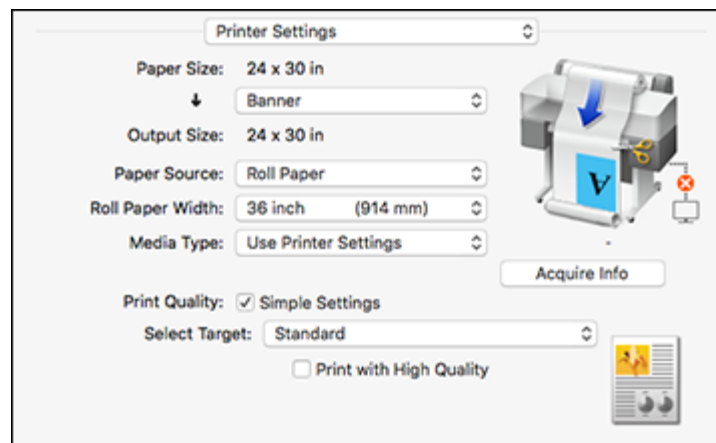 Printer Settings
Paper Size: 24 x 30 in
Banner
Output Size: 24 x 30 in
Paper Source: Roll Paper
Roll Paper Width: 36 inch (914 mm)
Media Type: Use Printer Settings
A
-
Acquire Info
Print Quality: Simple Settings
Select Target: Standard
Print with High Quality